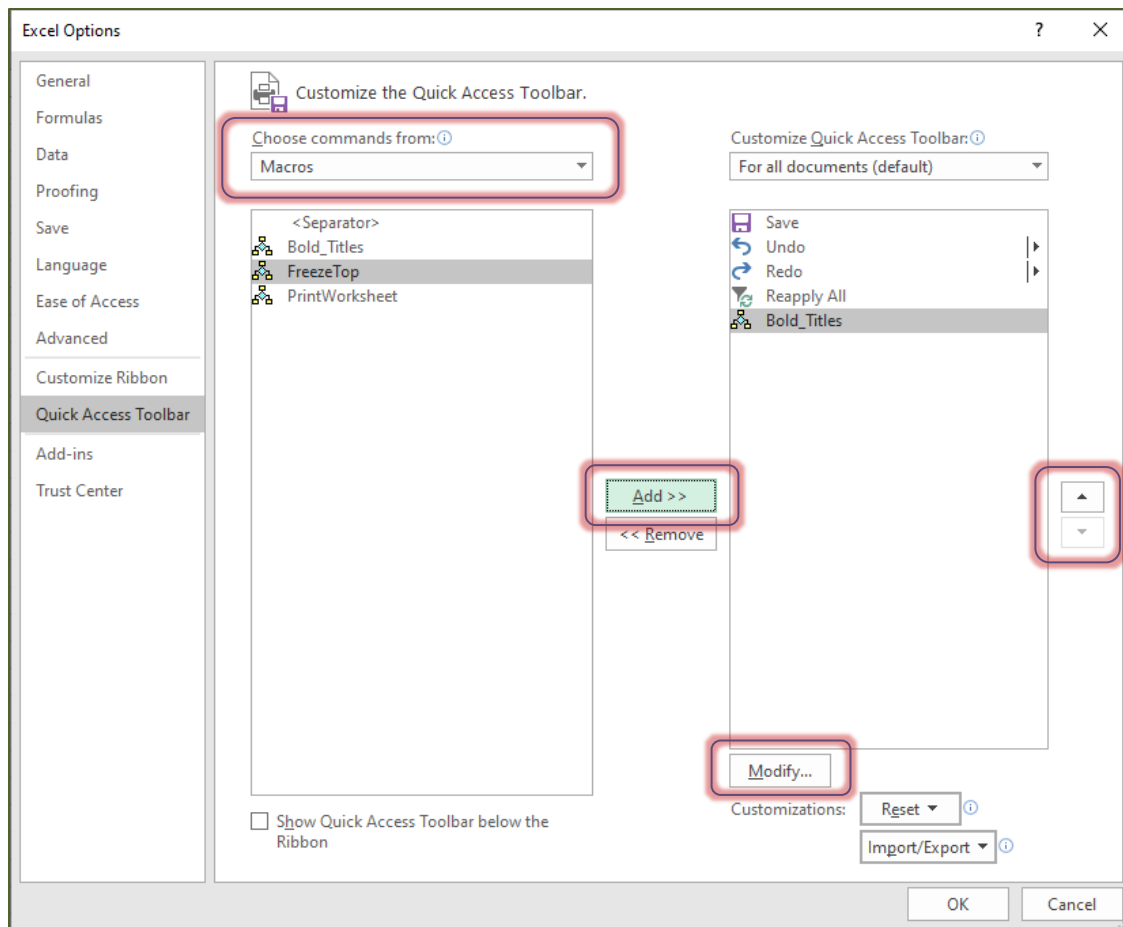 Excel Options
?
General
Formulas
Data
Proofing
Save
Language
Ease of Access
Advanced
Customize Ribbon
Quick Access Toolbar
Add-ins
Trust Center
Customize the Quick Access Toolbar.
Choose commands from:
Macros
<Separator>
Bold_Titles
FreezeTop
PrintWorksheet
Add >>
<< Remove
Customize Quick Access Toolbar:
For all documents (default)
Save
Undo
Redo
Reapply All
Bold_Titles
Modify...
Customizations:
Reset
Import/Export
Show Quick Access Toolbar below the
Ribbon
OK
Cancel